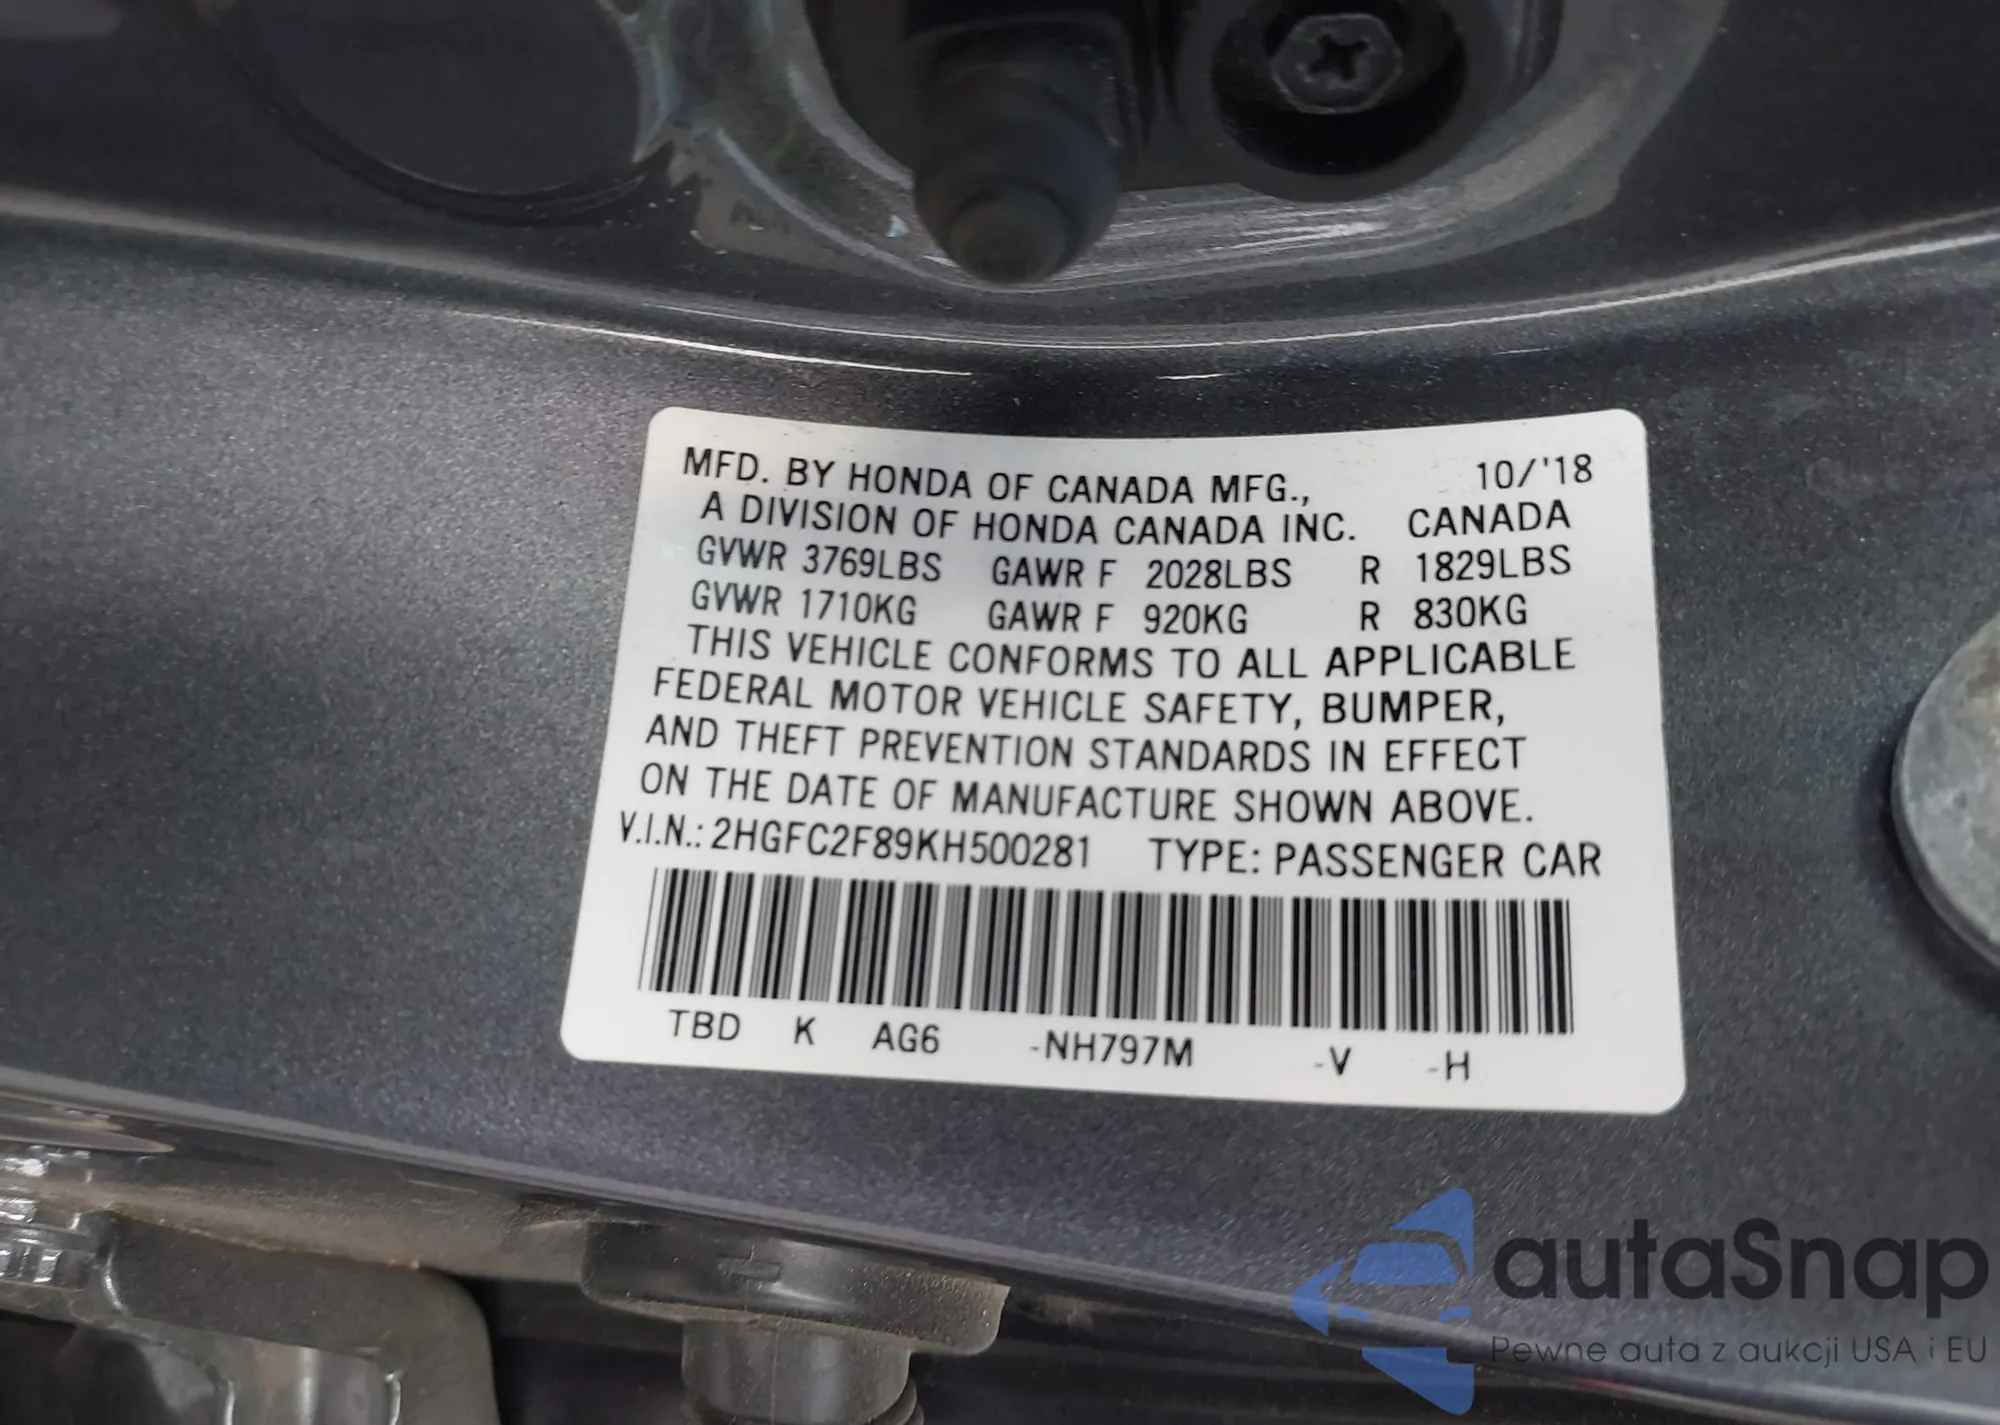 MFD. BY HONDA OF CANADA MFG., 10/'18
A DIVISION OF HONDA CANADA INC. CANADA
GVWR 3769LBS GAWR F 2028LBS R 1829LBS
GVWR 1710KG GAWR F 920KG R 830KG
THIS VEHICLE CONFORMS TO ALL APPLICABLE
FEDERAL MOTOR VEHICLE SAFETY, BUMPER,
AND THEFT PREVENTION STANDARDS IN EFFECT
ON THE DATE OF MANUFACTURE SHOWN ABOVE.
V.I.N.: 2HGFC2F89KH500281 TYPE: PASSENGER CAR
TBD K AG6 -NH797M -V -H
autaSnap
Pewne auta z aukcji USA i EU